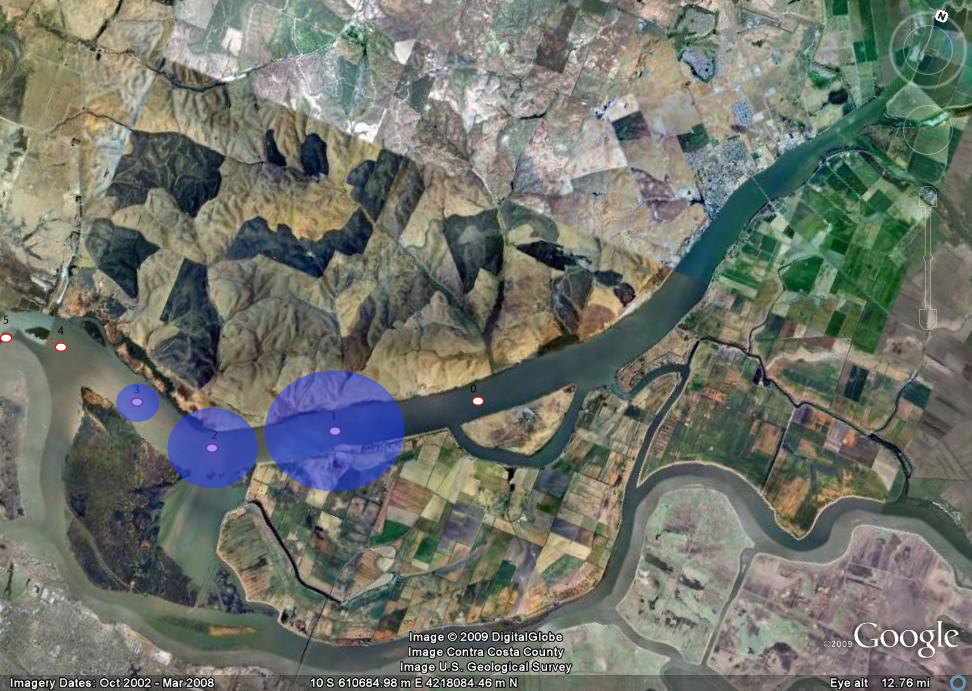 N
5
4
3
2
1
0
Image © 2009 DigitalGlobe
Image Contra Costa County
Image U.S. Geological Survey
©2009 Google
Imagery Dates: Oct 2002 - Mar 2008
10 S 610684.98 m E 4218084.46 m N
Eye alt 12.76 mi